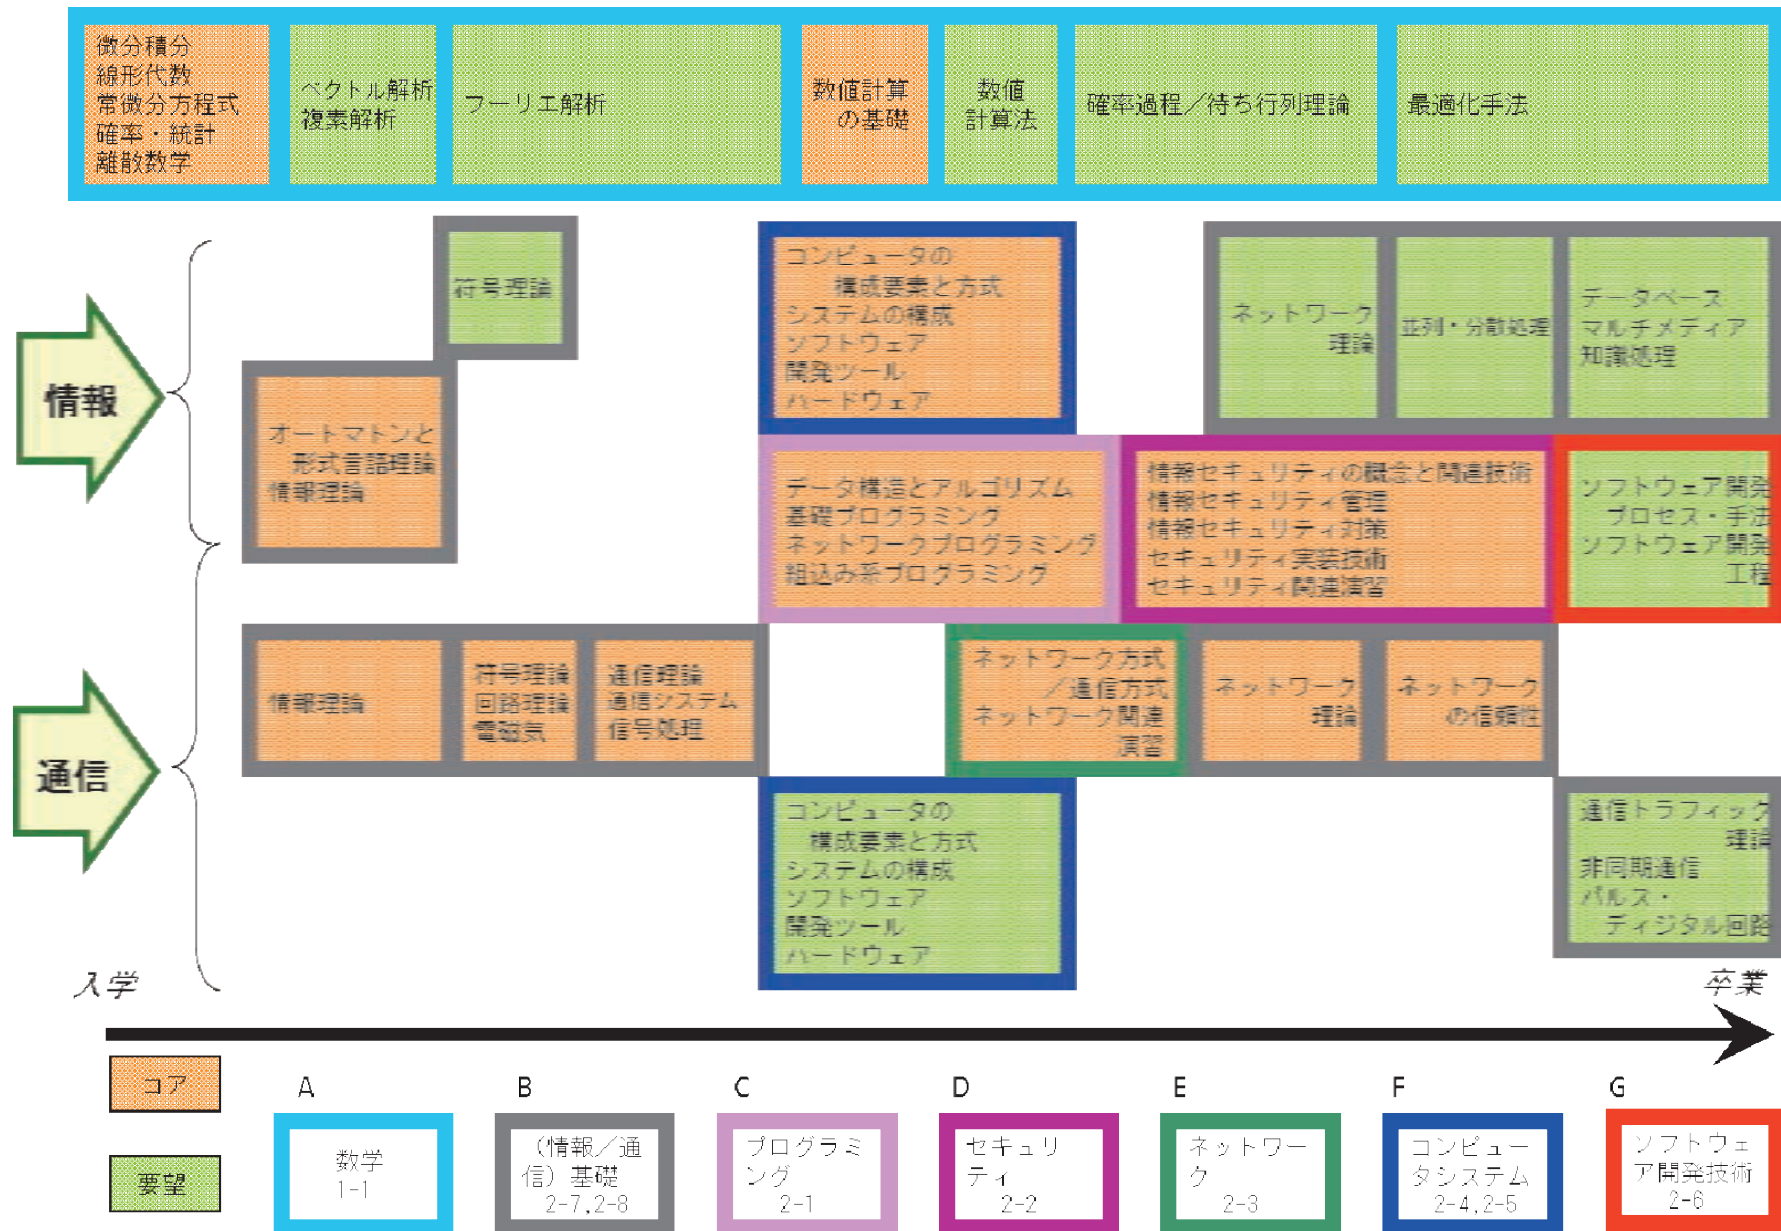 微分積分
線形代数
常微分方程式
確率・統計
離散数学
ベクトル解析
複素解析
フーリエ解析
数値計算
の基礎
数値
計算法
確率過程／待ち行列理論
最適化手法
情報
符号理論
オートマトンと
形式言語理論
情報理論
コンピュータの
構成要素と方式
システムの構成
ソフトウェア
開発ツール
ハードウェア
ネットワーク
理論
並列・分散処理
データベース
マルチメディア
知識処理
データ構造とアルゴリズム
基礎プログラミング
ネットワークプログラミング
組込み系プログラミング
情報セキュリティの概念と関連技術
情報セキュリティ管理
情報セキュリティ対策
セキュリティ実装技術
セキュリティ関連演習
ソフトウェア開発
プロセス・手法
ソフトウェア開発
工程
通信
情報理論
符号理論
回路理論
電磁気
通信理論
通信システム
信号処理
ネットワーク方式
／通信方式
ネットワーク関連
演習
ネットワーク
理論
ネットワーク
の信頼性
コンピュータの
構成要素と方式
システムの構成
ソフトウェア
開発ツール
ハードウェア
通信トラフィック
理論
非同期通信
パルス・
ディジタル回路
入学
卒業
コア
要望
A
数学
1-1
B
（情報／通
信）基礎
2-7,2-8
C
プログラミ
ング
2-1
D
セキュリ
ティ
2-2
E
ネットワー
ク
2-3
F
コンピュー
タシステム
2-4,2-5
G
ソフトウェ
ア開発技術
2-6